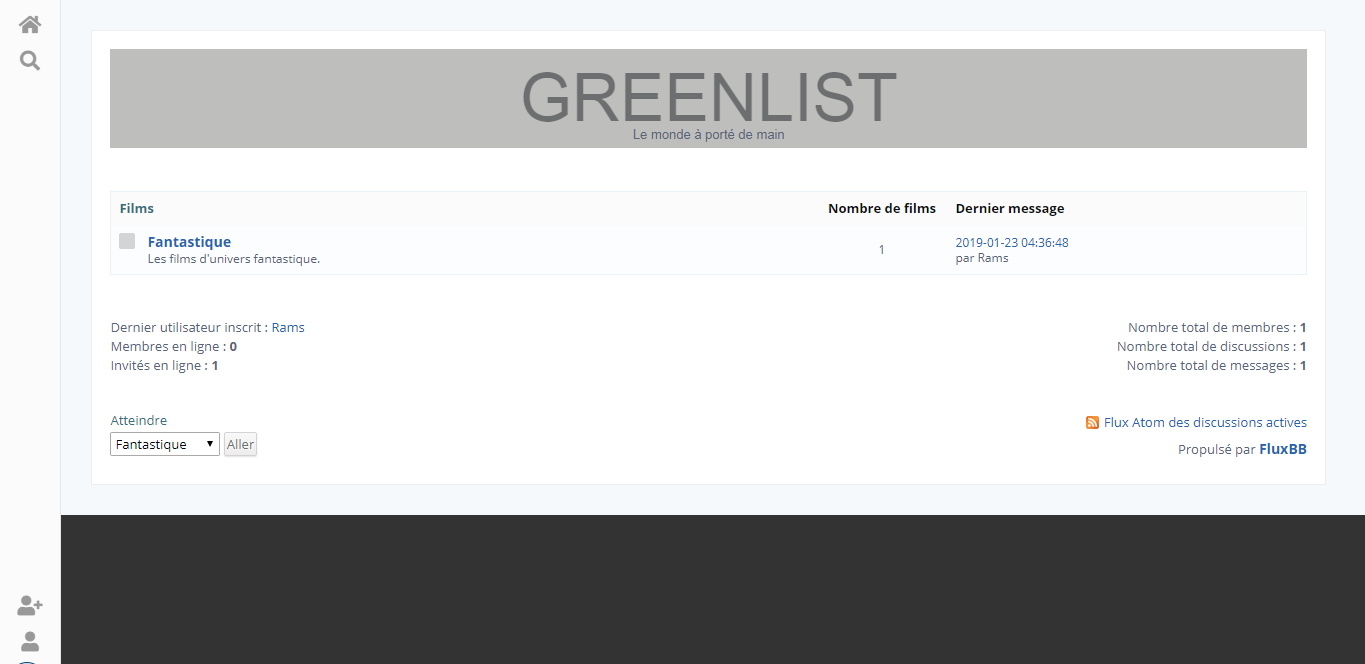 GREENLIST
Le monde à porté de main
Films Nombre de films Dernier message
Fantastique 1 2019-01-23 04:36:48
Les films d'univers fantastique. par Rams
Dernier utilisateur inscrit : Rams
Membres en ligne : 0
Invités en ligne : 1
Nombre total de membres : 1
Nombre total de discussions : 1
Nombre total de messages : 1
Atteindre
Fantastique Aller
Flux Atom des discussions actives
Propulsé par FluxBB